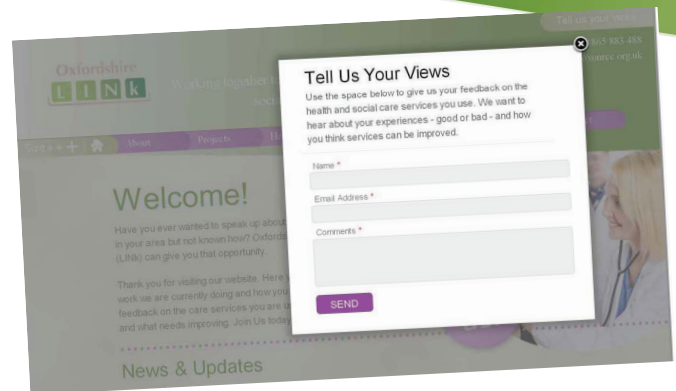 Tell us your views
01865 883 488
Oxfordshire
LINk
Working together
Soci
About
Projects
Tell Us Your Views
Use the space below to give us your feedback on the
health and social care services you use. We want to
hear about your experiences - good or bad - and how
you think services can be improved.
Name *
Email Address *
Comments *
SEND
Welcome!
Have you ever wanted to speak up about
in your area but not known how? Oxfords
(LINk) can give you that opportunity.
Thank you for visiting our website. Here y
work we are currently doing and how you
feedback on the care services you are u
and what needs improving. Join Us today
News & Updates